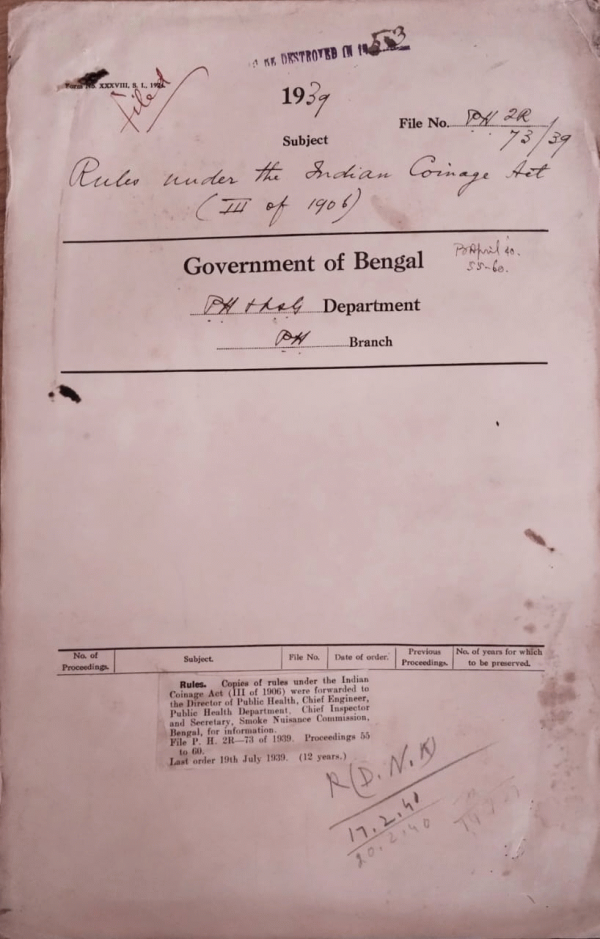 BE DESTROYED IN 1953
Form No. XXXVIII, S. I., 
Filed
1939
File No. PH 2R
73/39
Subject
Rules under the Indian Coinage Act
(III of 1906)
Government of Bengal
B April 40.
55-60.
PH & LSG Department
PH Branch
No. of Proceedings. Subject. File No. Date of order. Previous Proceedings. No. of years for which to be preserved.
Rules. Copies of rules under the Indian
Coinage Act (III of 1906) were forwarded to
the Director of Public Health, Chief Engineer,
Public Health Department, Chief Inspector
and Secretary, Smoke Nuisance Commission,
Bengal, for information.
File P. H. 2R—73 of 1939. Proceedings 55
to 60.
Last order 19th July 1939. (12 years.)
R (D.N.K)
17.2.40
20.2.40